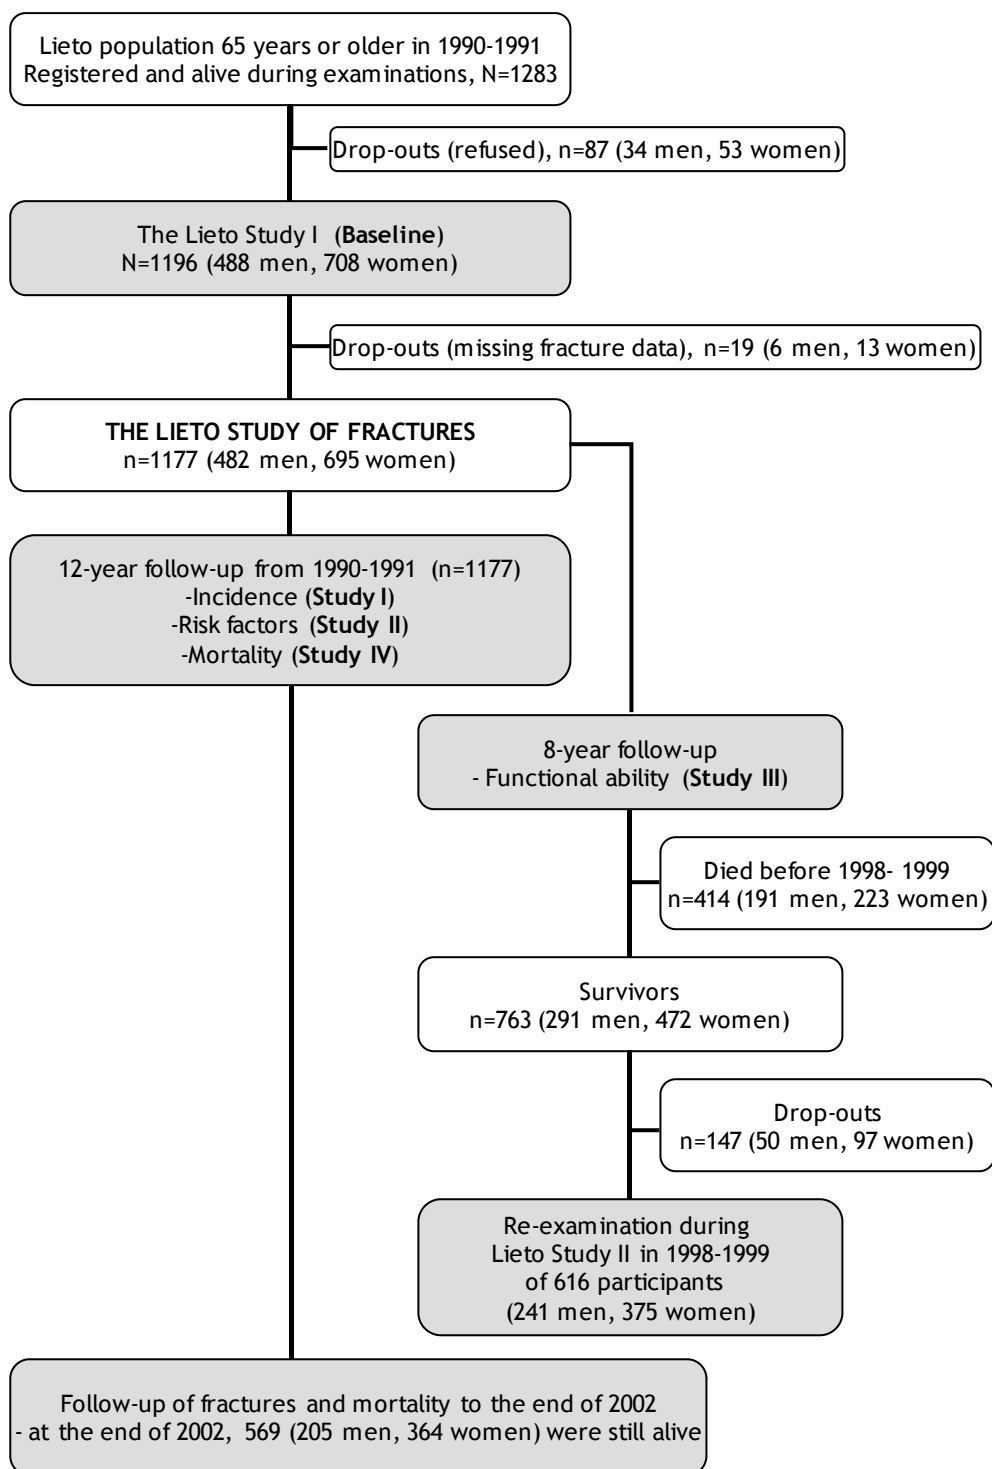 Lieto population 65 years or older in 1990-1991
Registered and alive during examinations, N=1283
Drop-outs (refused), n=87 (34 men, 53 women)
The Lieto Study I (Baseline)
N=1196 (488 men, 708 women)
Drop-outs (missing fracture data), n=19 (6 men, 13 women)
THE LIETO STUDY OF FRACTURES
n=1177 (482 men, 695 women)
12-year follow-up from 1990-1991 (n=1177)
-Incidence (Study I)
-Risk factors (Study II)
-Mortality (Study IV)
8-year follow-up
- Functional ability (Study III)
Died before 1998- 1999
n=414 (191 men, 223 women)
Survivors
n=763 (291 men, 472 women)
Drop-outs
n=147 (50 men, 97 women)
Re-examination during
Lieto Study II in 1998-1999
of 616 participants
(241 men, 375 women)
Follow-up of fractures and mortality to the end of 2002
- at the end of 2002, 569 (205 men, 364 women) were still alive